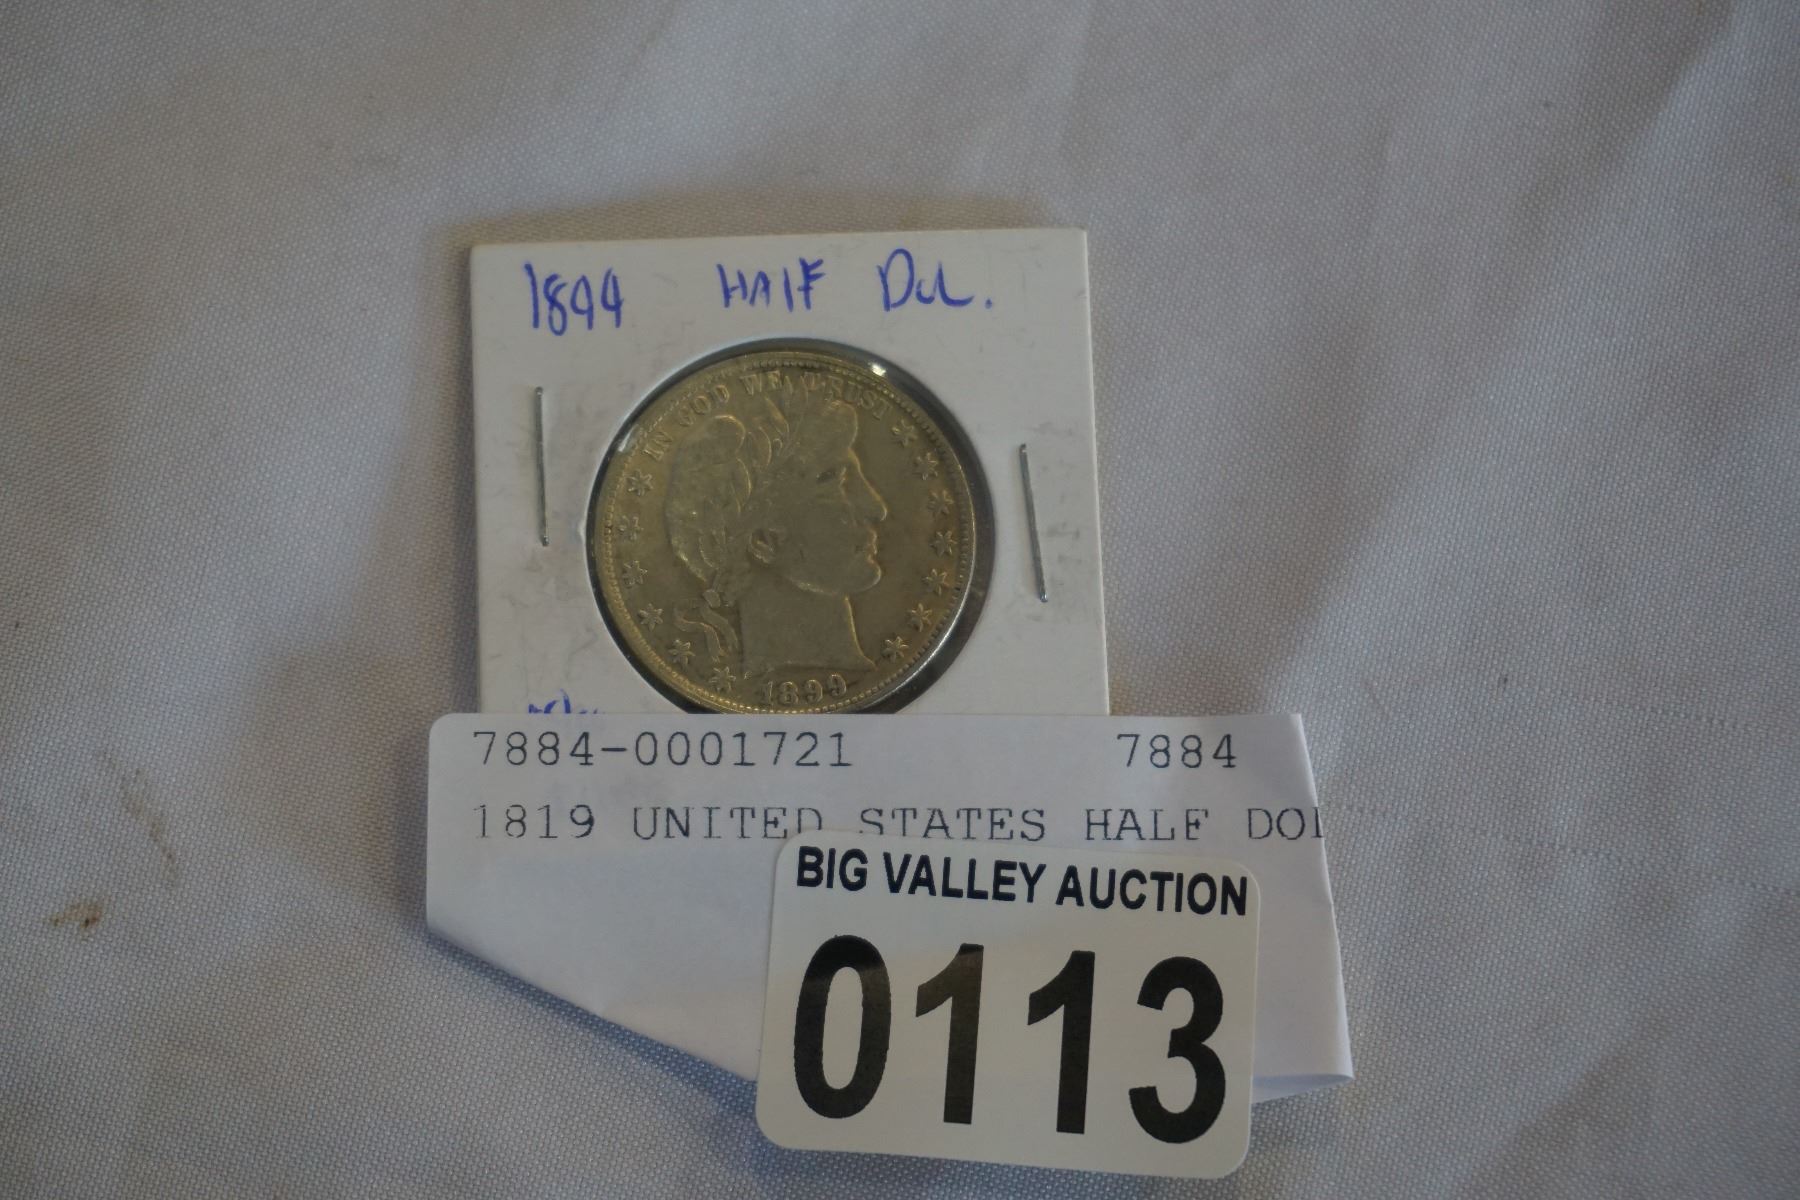 1899 HALF DOL.
IN GOD WE TRUST
1899
7884-0001721 7884
1819 UNITED STATES HALF DOL
BIG VALLEY AUCTION
0113